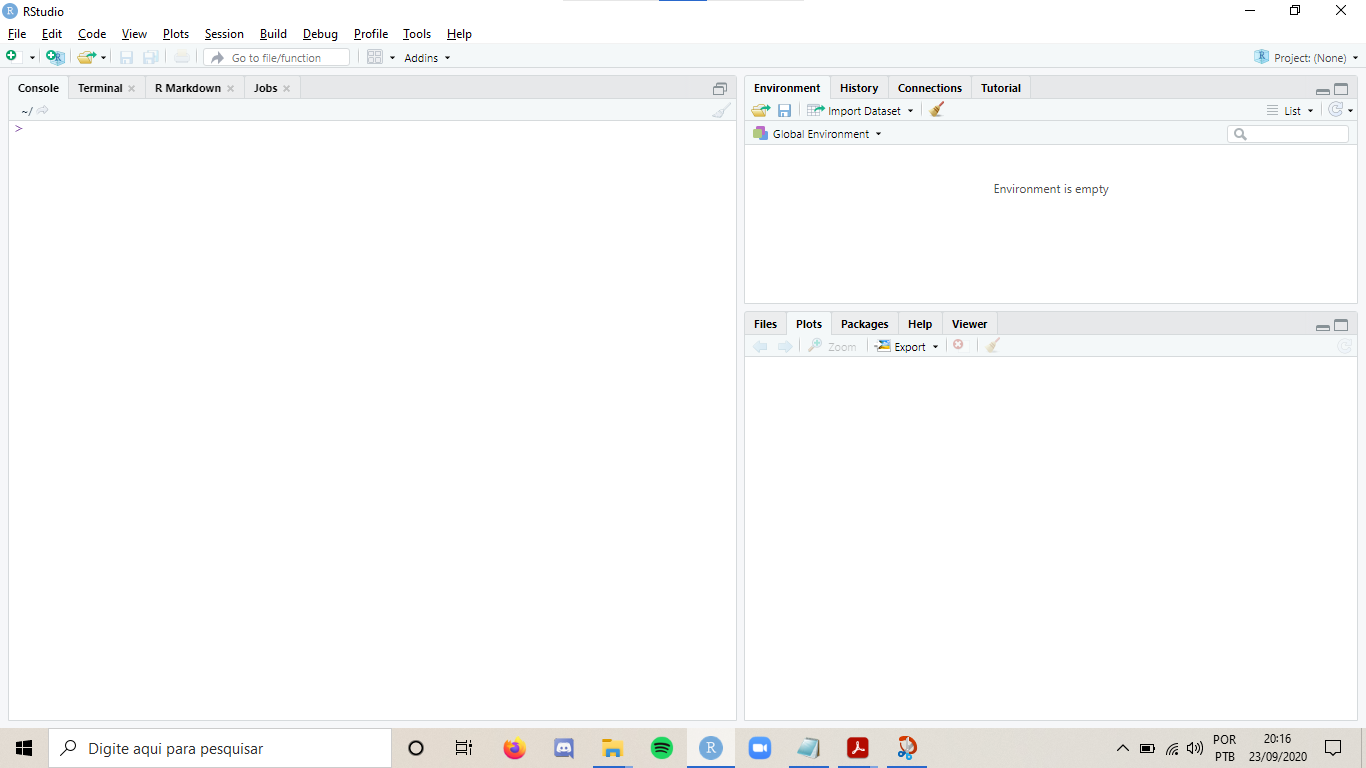 RStudio
File Edit Code View Plots Session Build Debug Profile Tools Help
Go to file/function Addins Project: (None)
Console Terminal R Markdown Jobs
~/
>
Environment History Connections Tutorial
Import Dataset List
Global Environment
Environment is empty
Files Plots Packages Help Viewer
Zoom Export
Digite aqui para pesquisar
POR
PTB
20:16
23/09/2020